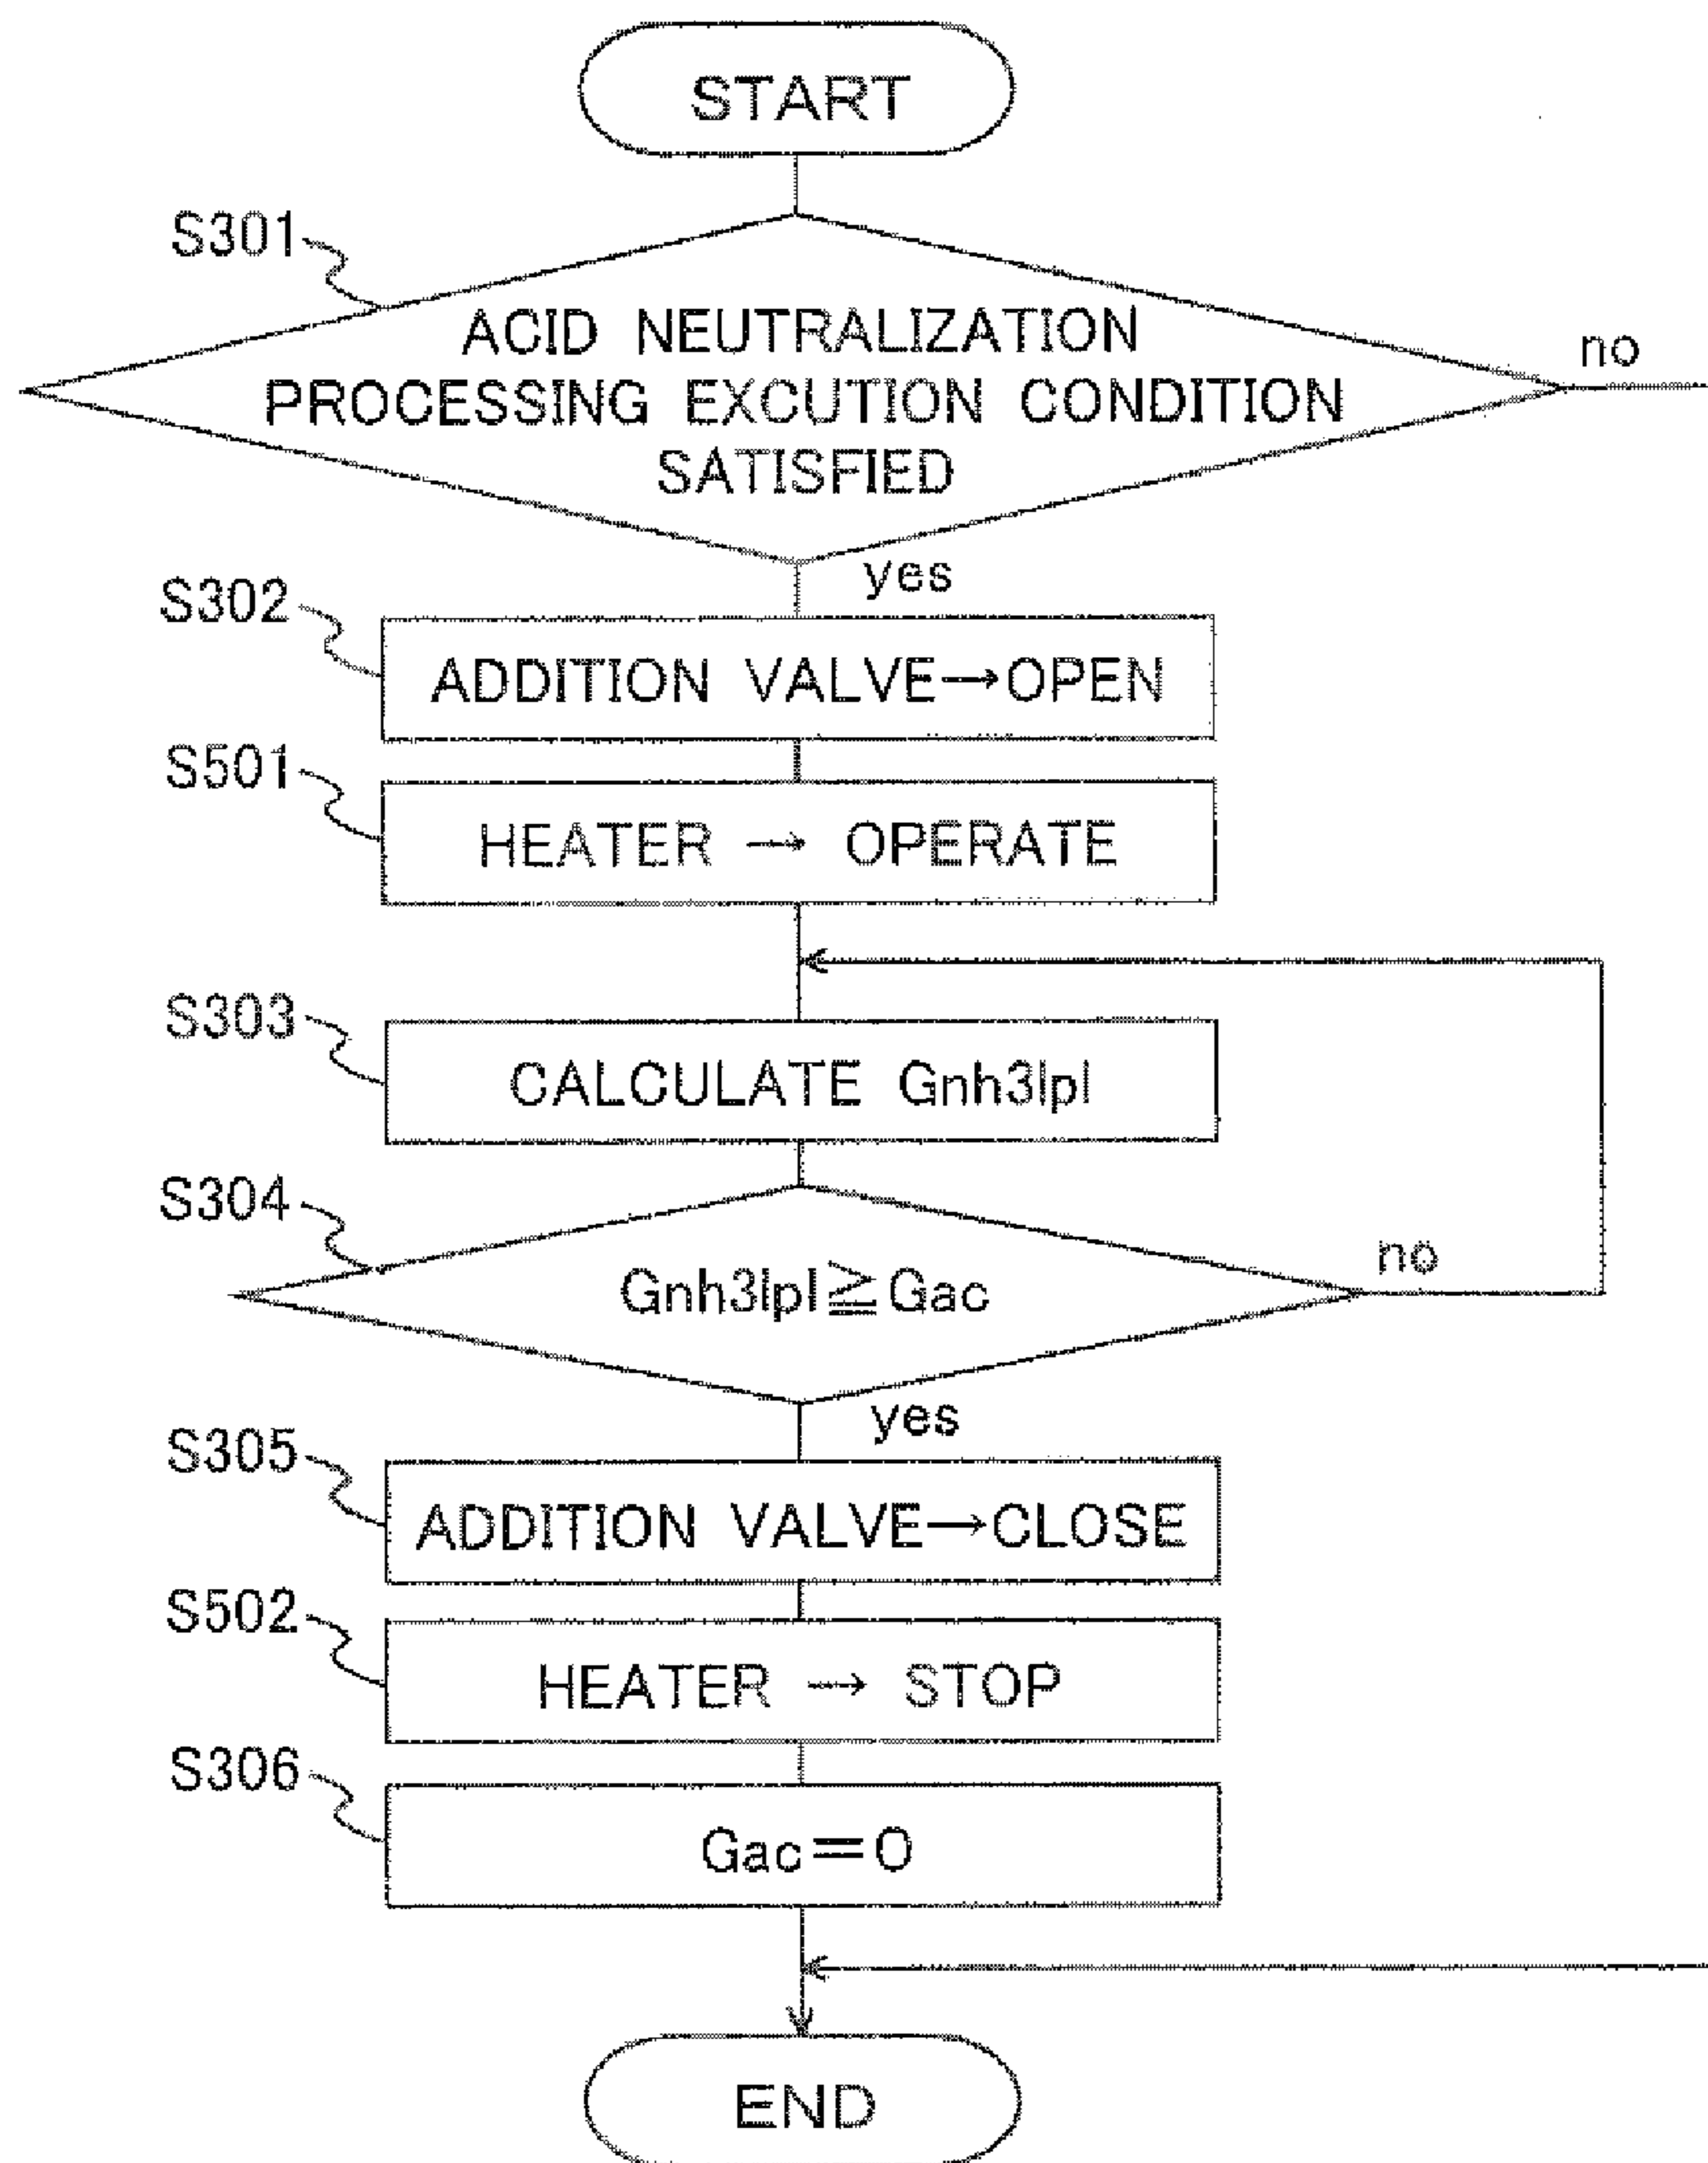 START
S301
ACID NEUTRALIZATION
PROCESSING EXCUTION CONDITION
SATISFIED
no
yes
S302
ADDITION VALVE→OPEN
S501
HEATER → OPERATE
S303
CALCULATE Gnh3lpl
S304
Gnh3lpl≧Gac
no
yes
S305
ADDITION VALVE→CLOSE
S502
HEATER → STOP
S306
Gac=0
END